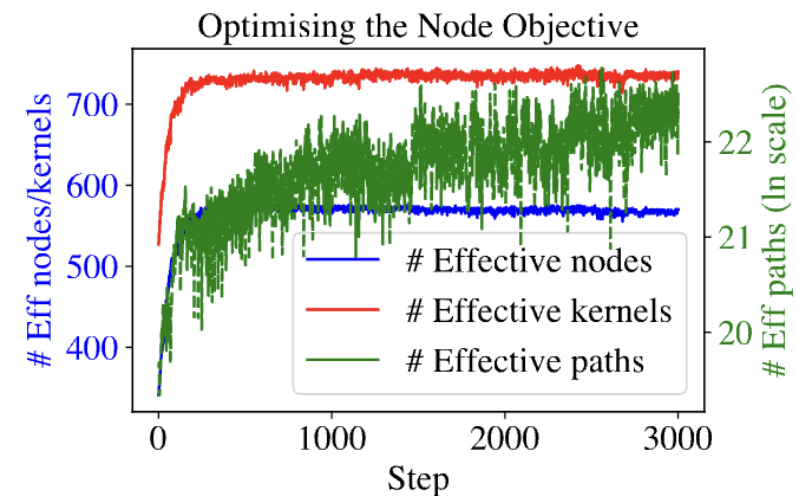 Optimising the Node Objective
# Eff nodes/kernels
700
600
500
400
# Effective nodes
# Effective kernels
# Effective paths
22
21
20
# Eff paths (ln scale)
0
1000
2000
3000
Step